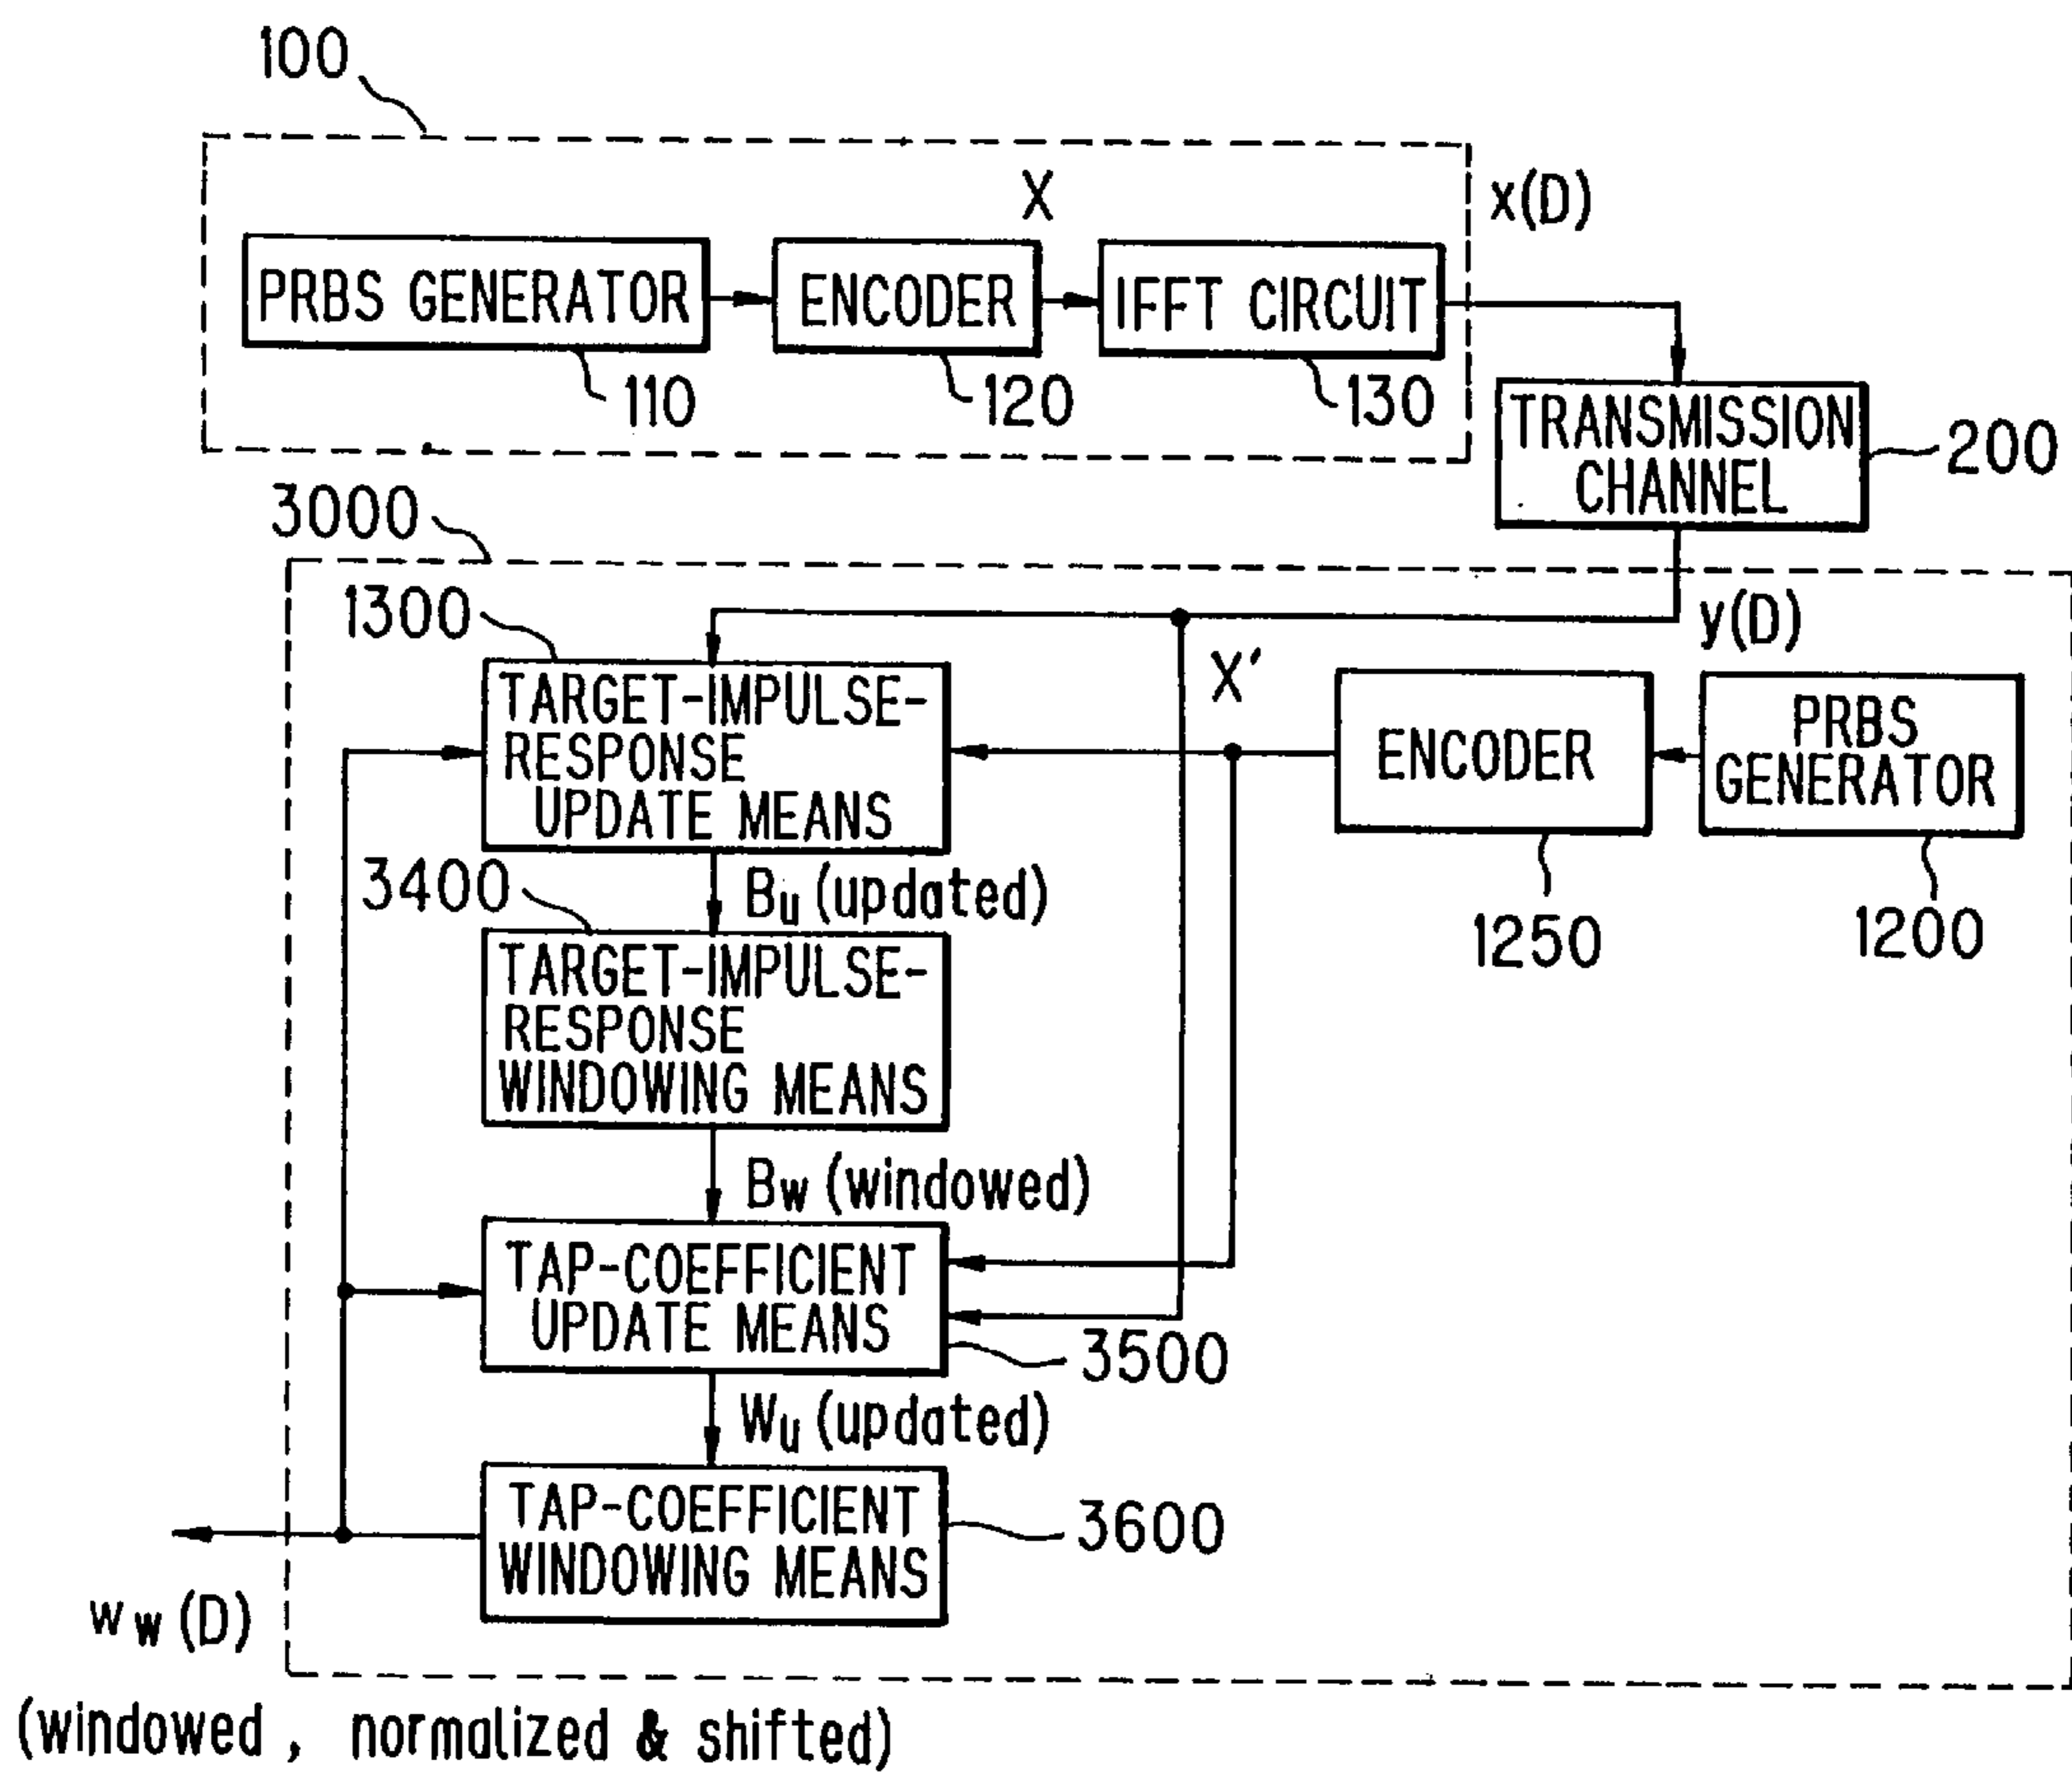 100
X
x(D)
PRBS GENERATOR
ENCODER
IFFT CIRCUIT
110
120
130
TRANSMISSION
CHANNEL
200
3000
1300
y(D)
X'
TARGET-IMPULSE-
RESPONSE
UPDATE MEANS
ENCODER
PRBS
GENERATOR
3400
Bu (updated)
1250
1200
TARGET-IMPULSE-
RESPONSE
WINDOWING MEANS
Bw (windowed)
TAP-COEFFICIENT
UPDATE MEANS
3500
Wu (updated)
TAP-COEFFICIENT
WINDOWING MEANS
3600
ww (D)
(windowed , normalized & shifted)